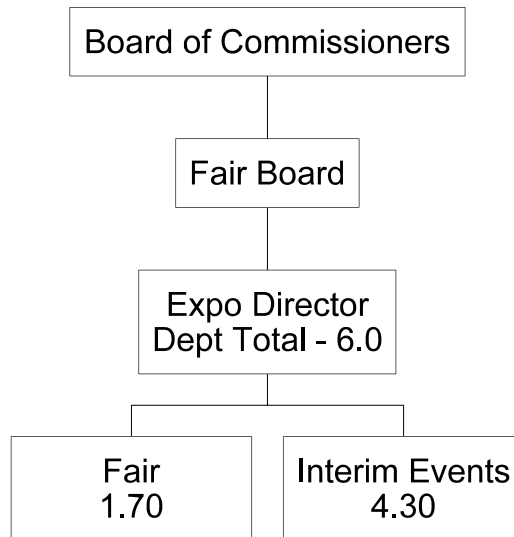 Board of Commissioners
Fair Board
Expo Director
Dept Total - 6.0
Fair
1.70
Interim Events
4.30